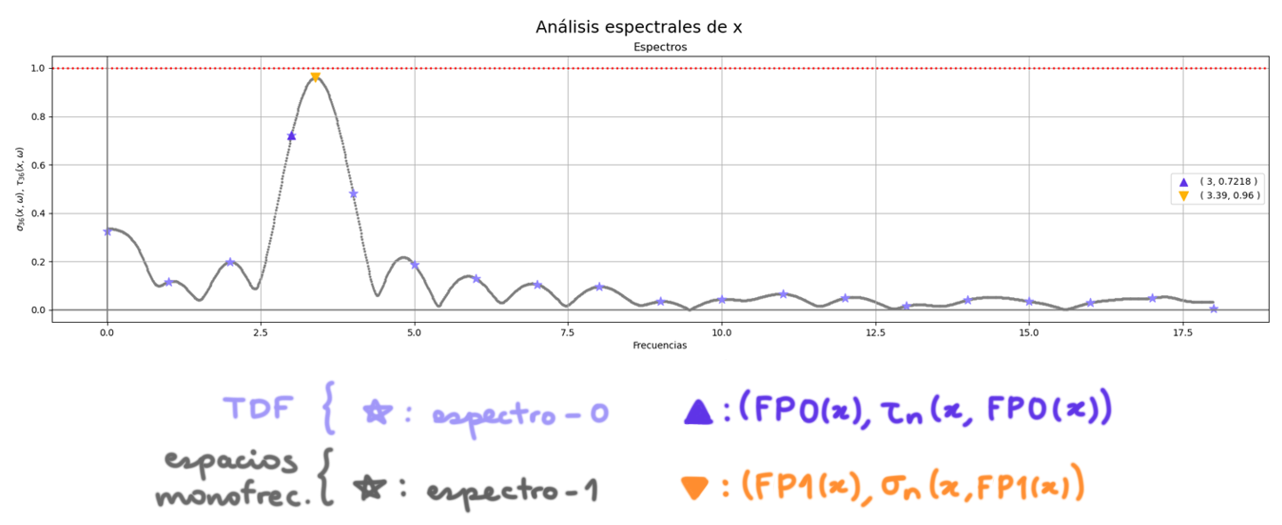 Análisis espectrales de x
Espectros
σ₃₆(x, ω), τ₃₆(x, ω)
1.0
0.8
0.6
0.4
0.2
0.0
( 3, 0.7218 )
( 3.39, 0.96 )
0.0 2.5 5.0 7.5 10.0 12.5 15.0 17.5
Frecuencias
TDF { ☆ : espectro-0 ▲ : (FP0(x), τn(x, FP0(x)))
espacios monofrec. { ☆ : espectro-1 ▼ : (FP1(x), σn(x, FP1(x)))